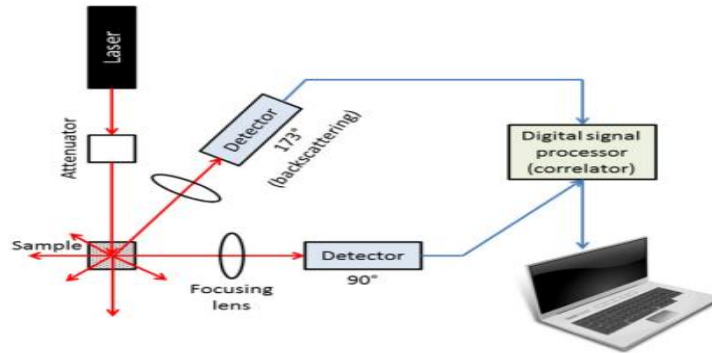 Laser
Attenuator
Detector
173°
(backscattering)
Digital signal
processor
(correlator)
Sample
Focusing
lens
Detector
90°